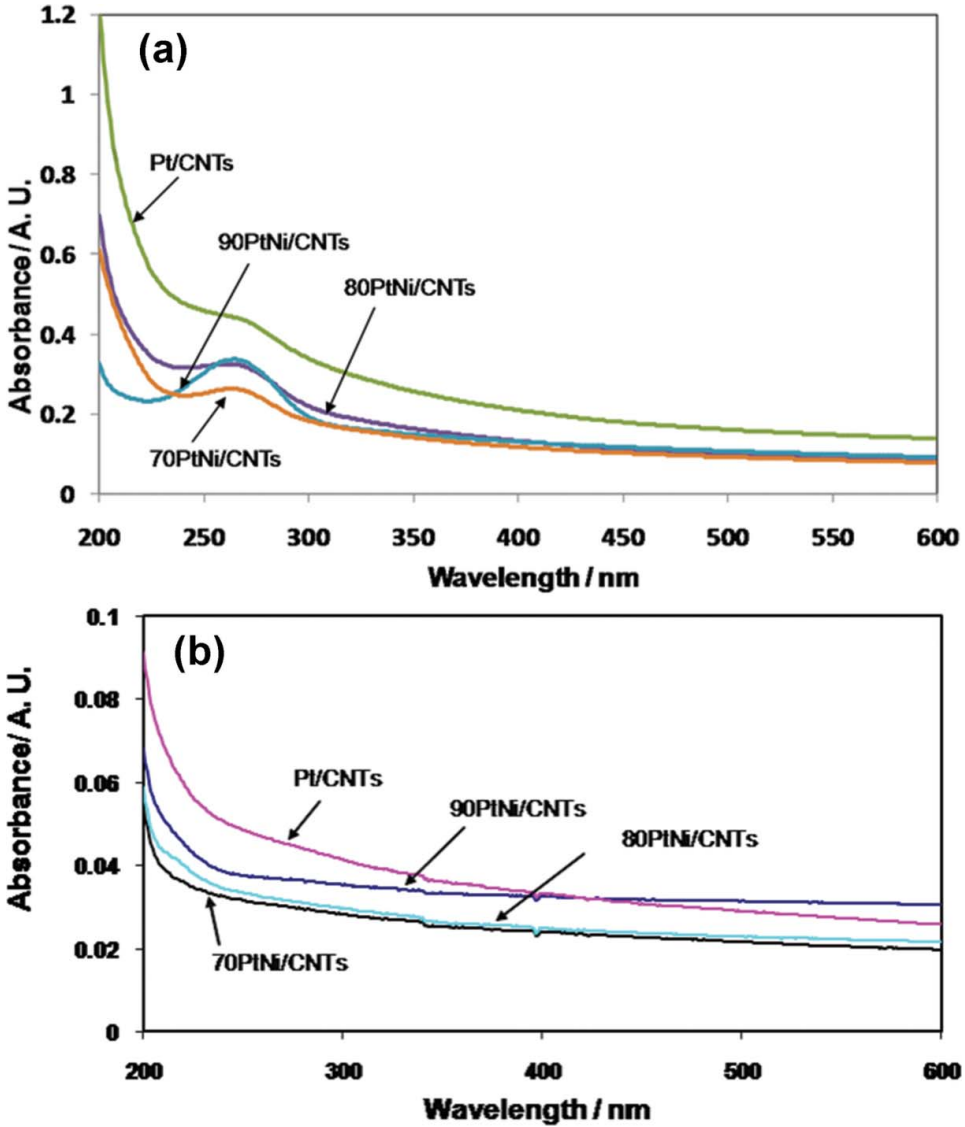 (a)
1.2
1
0.8
0.6
0.4
0.2
0
Absorbance / A. U.
Pt/CNTs
90PtNi/CNTs
80PtNi/CNTs
70PtNi/CNTs
200 250 300 350 400 450 500 550 600
Wavelength / nm
(b)
0.1
0.08
0.06
0.04
0.02
0
Absorbance/ A. U.
Pt/CNTs
90PtNi/CNTs
80PtNi/CNTs
70PtNi/CNTs
200 300 400 500 600
Wavelength / nm